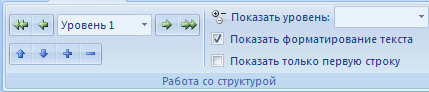 Уровень 1
Показать уровень:
Показать форматирование текста
Показать только первую строку
Работа со структурой